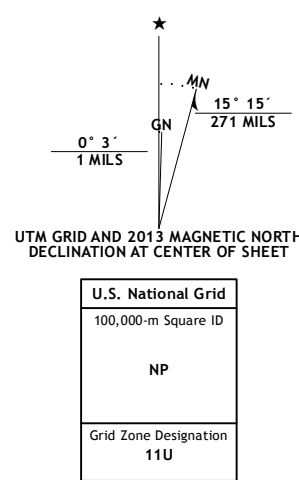 ★
MN
GN
15° 15´
271 MILS
0° 3´
1 MILS
UTM GRID AND 2013 MAGNETIC NORTH
DECLINATION AT CENTER OF SHEET
U.S. National Grid
100,000-m Square ID
NP
Grid Zone Designation
11U